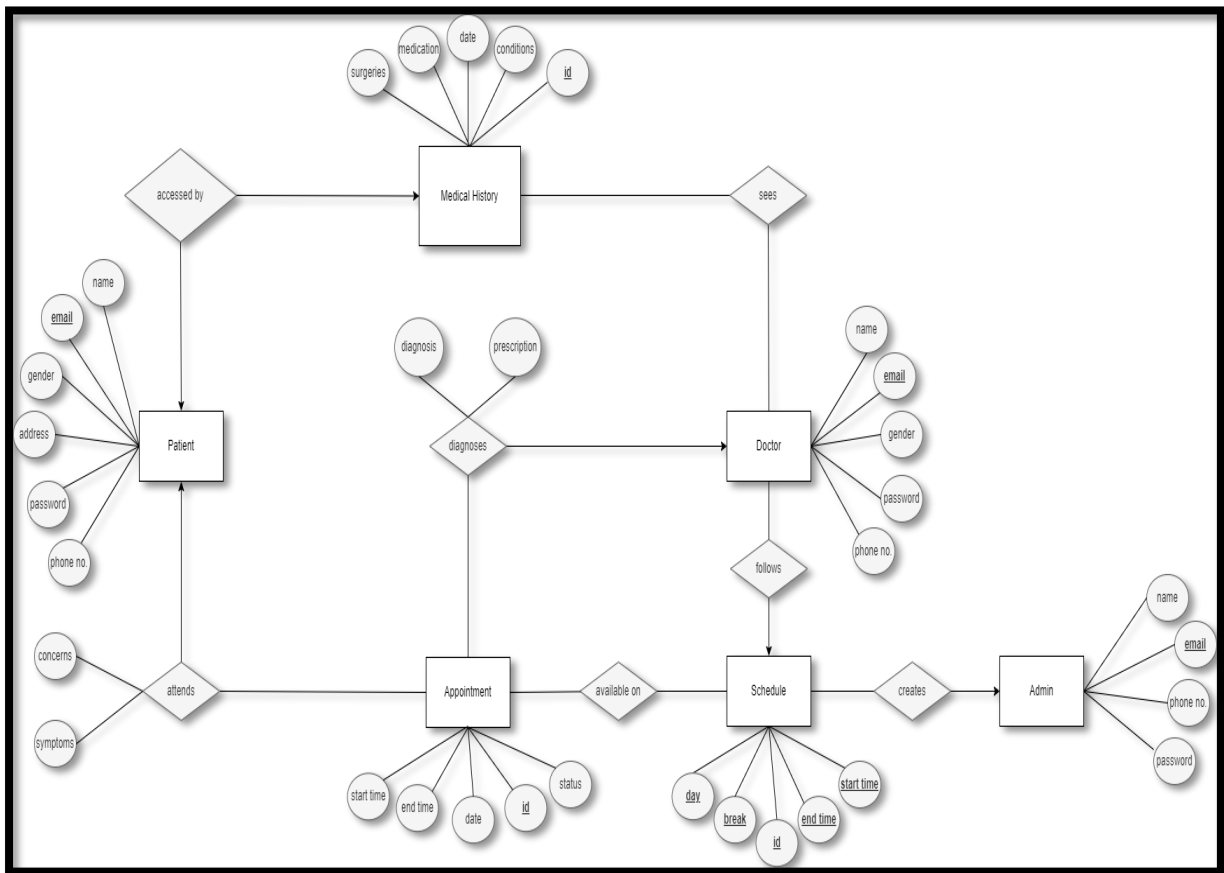 date
medication
conditions
surgeries
id
accessed by
Medical History
sees
name
email
gender
address
password
phone no.
Patient
diagnosis
prescription
diagnoses
Doctor
name
email
gender
password
phone no.
follows
concerns
symptoms
attends
Appointment
start time
end time
date
id
status
available on
Schedule
day
break
id
end time
start time
creates
Admin
name
email
phone no.
password